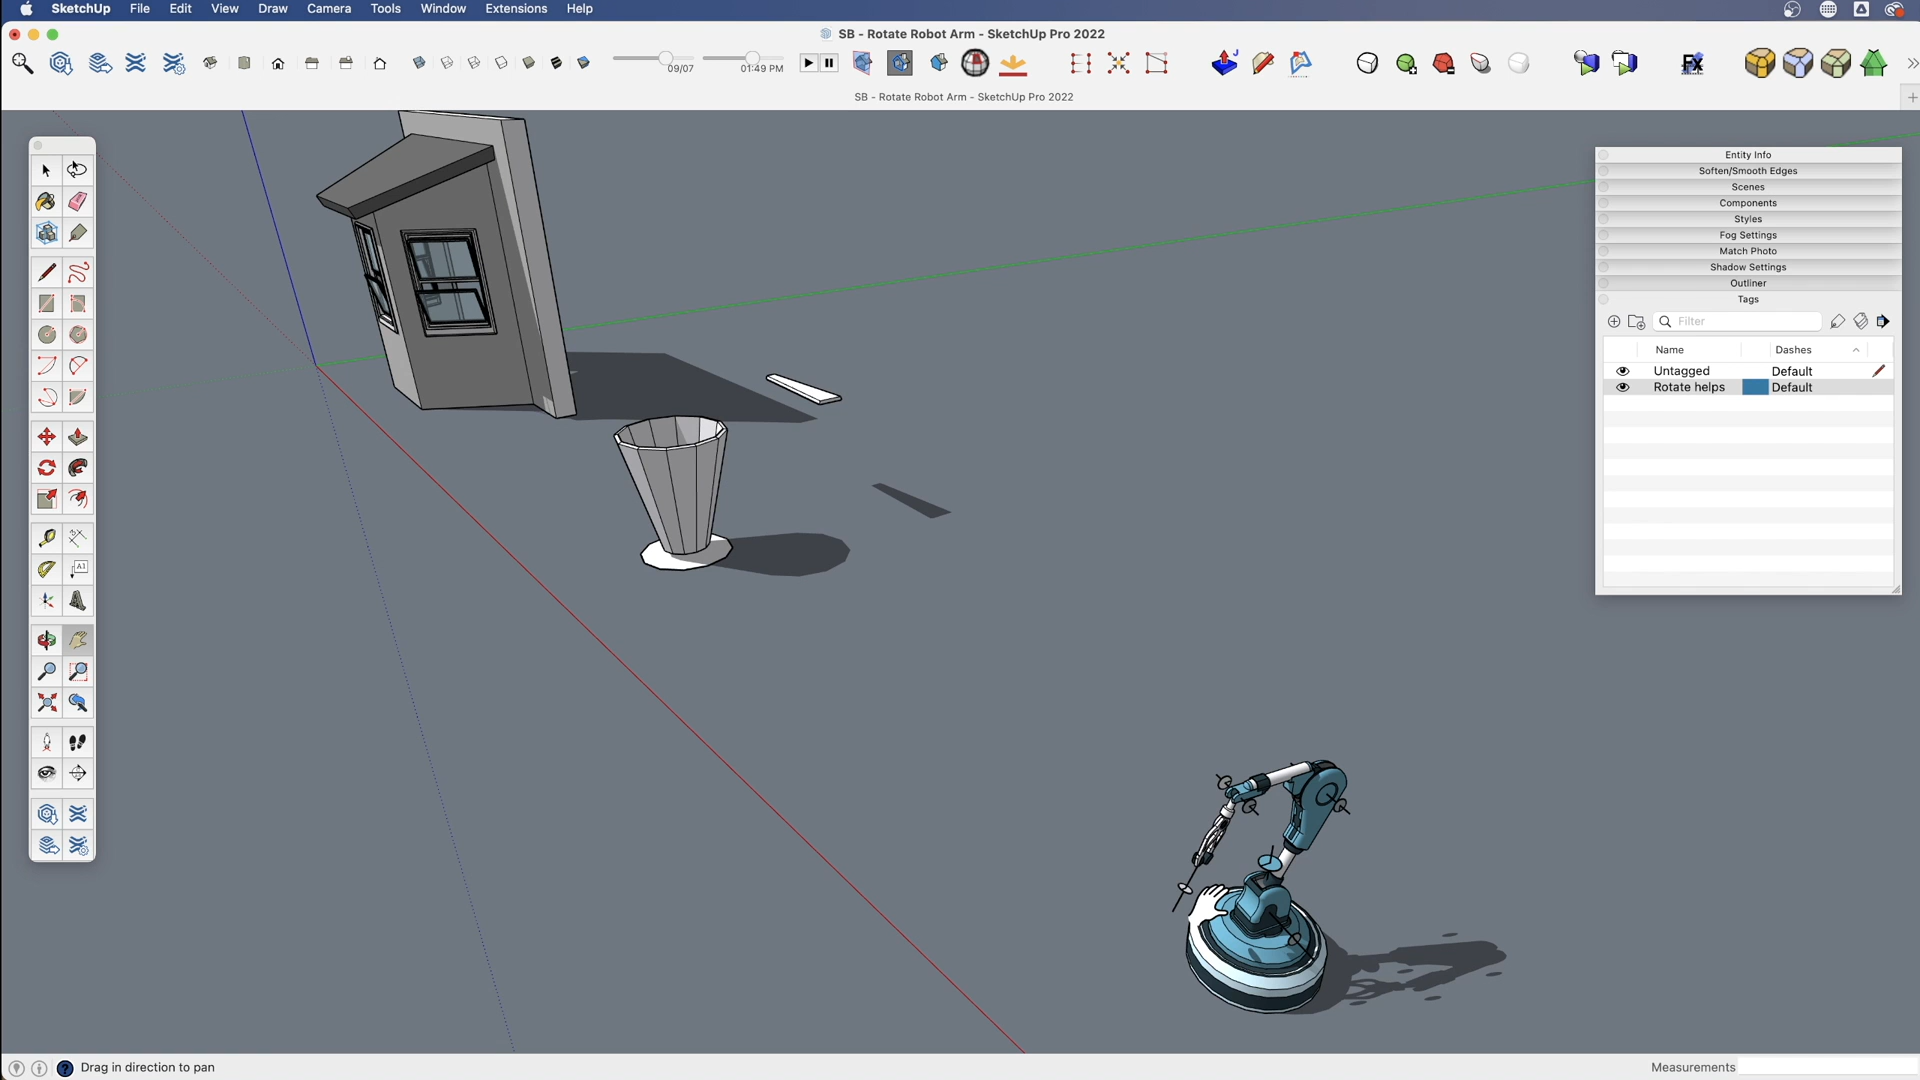 SketchUp File Edit View Draw Camera Tools Window Extensions Help
SB - Rotate Robot Arm - SketchUp Pro 2022
09/07 01:49 PM
J
FX
SB - Rotate Robot Arm - SketchUp Pro 2022
Entity Info
Soften/Smooth Edges
Scenes
Components
Styles
Fog Settings
Match Photo
Shadow Settings
Outliner
Tags
Filter
Name Dashes
Untagged Default
Rotate helps Default
A1
Drag in direction to pan
Measurements